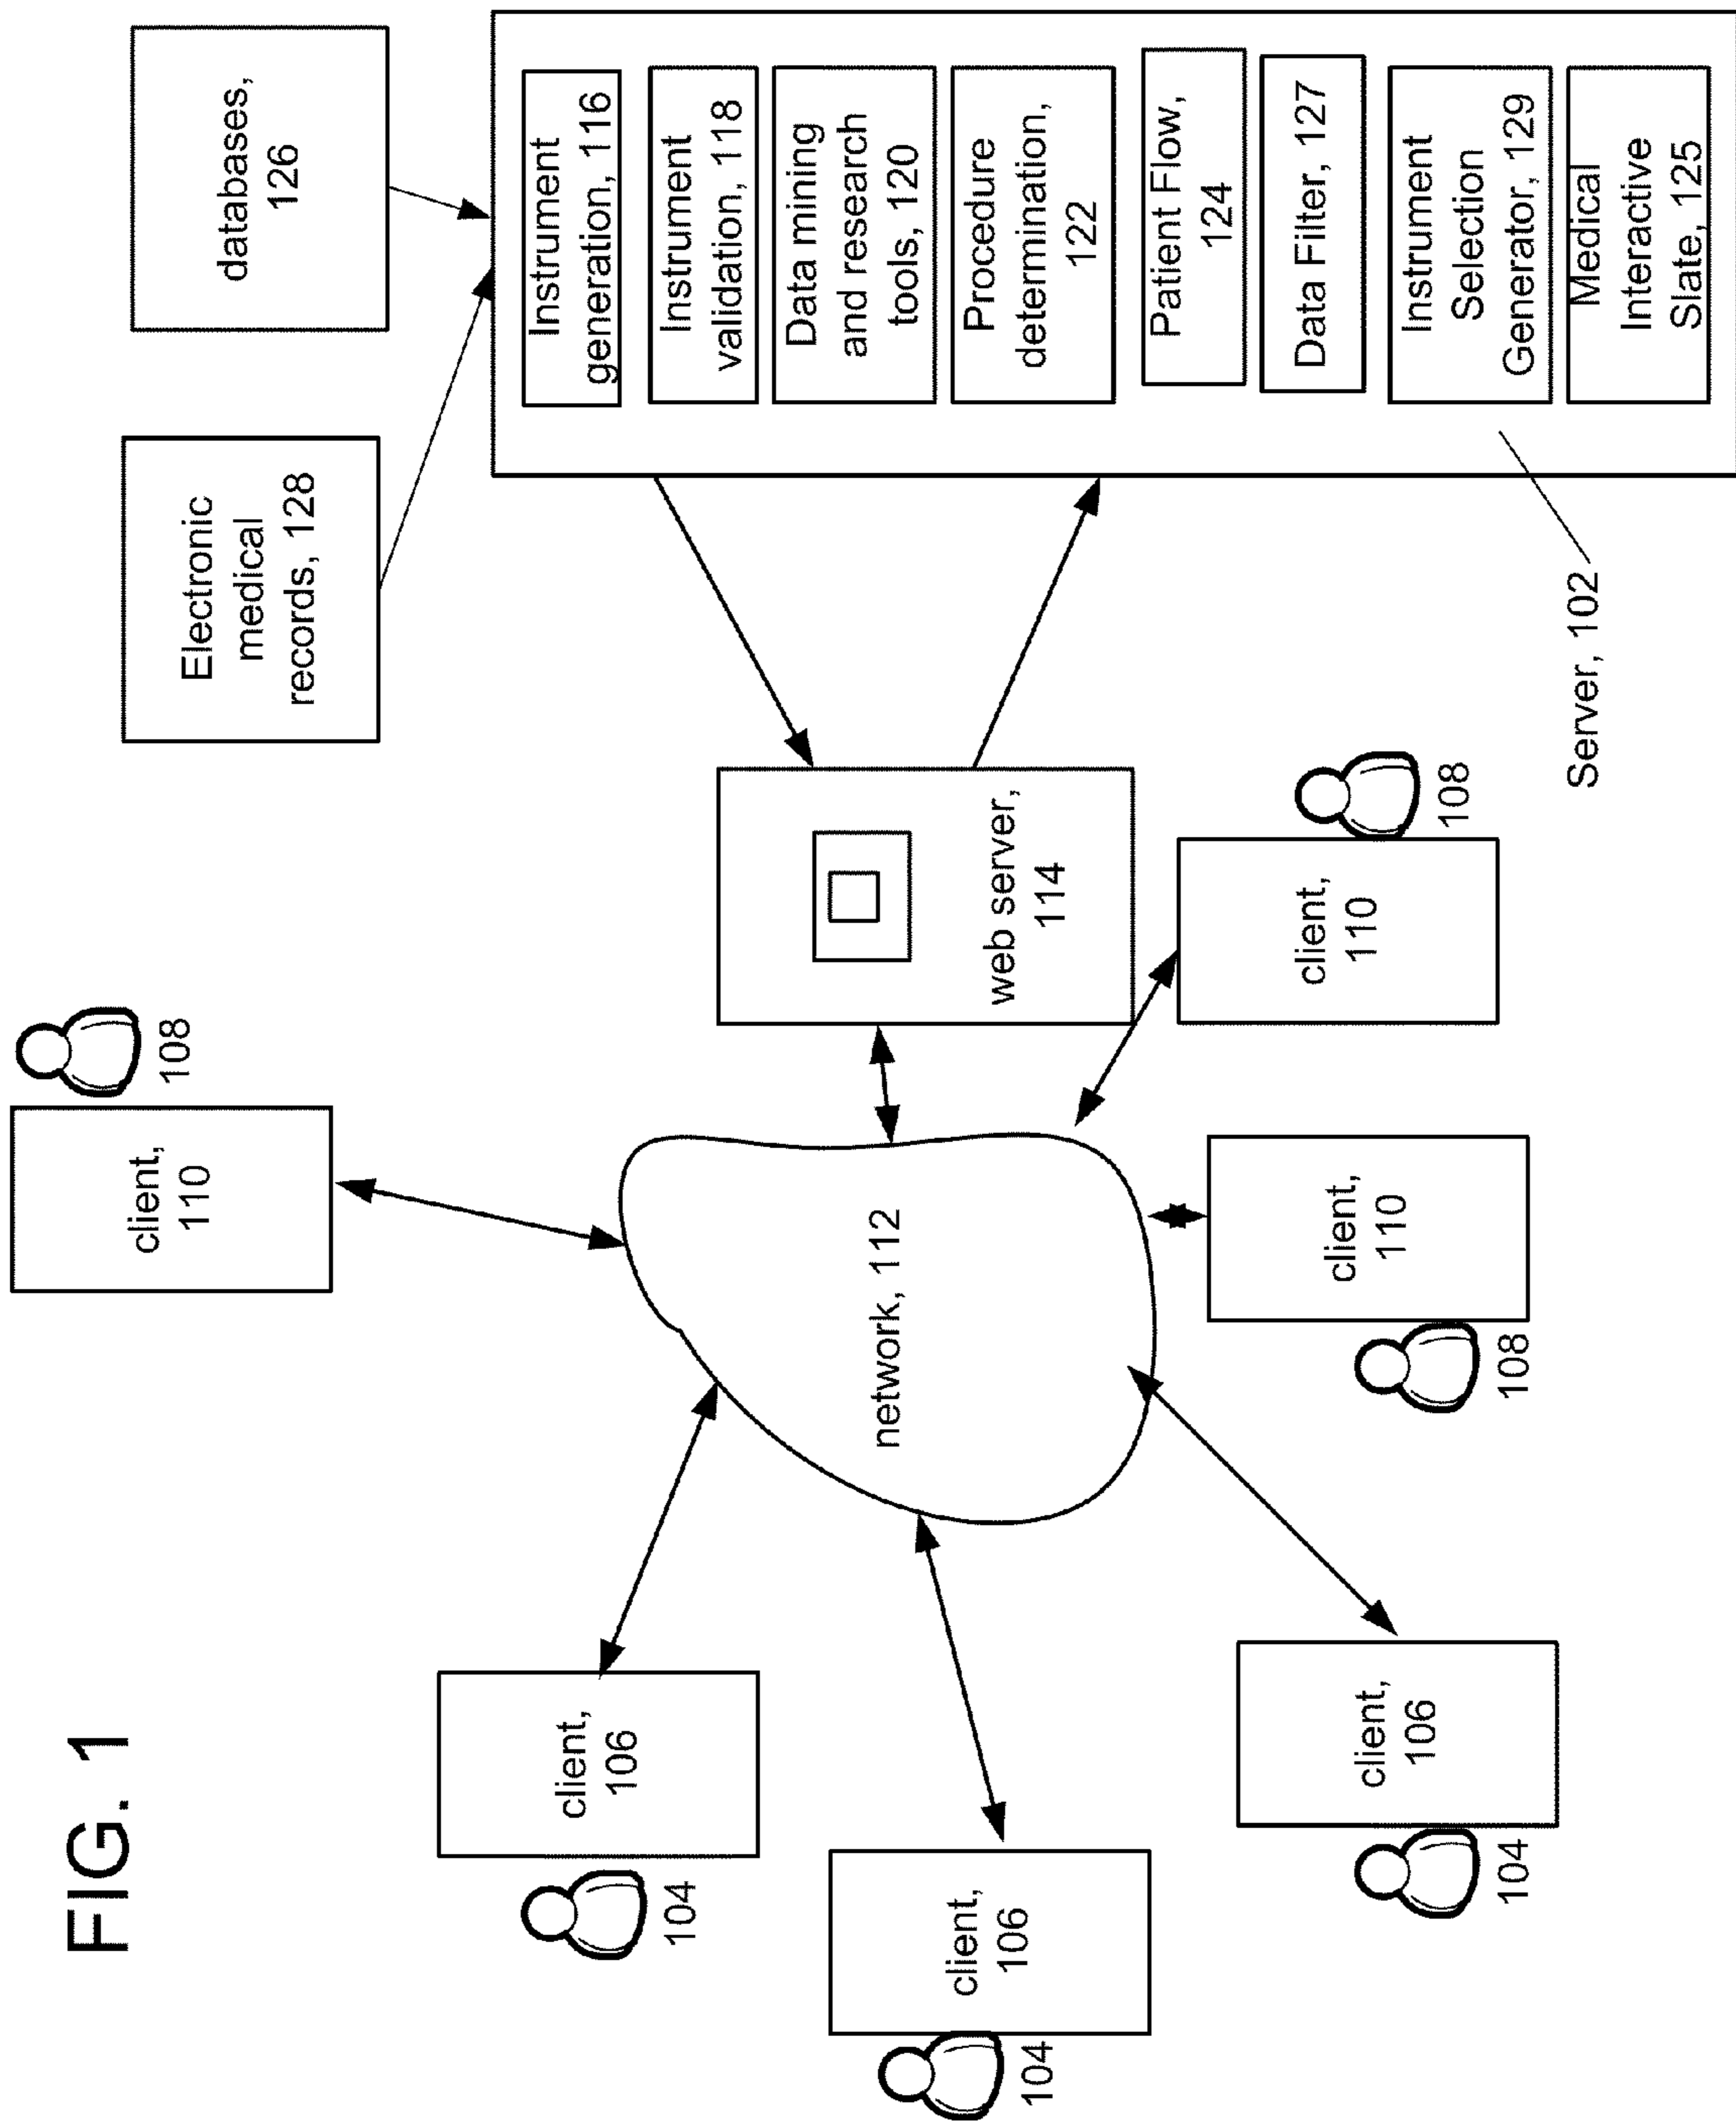 FIG. 1
client,
106
104
client,
106
104
client,
106
104
client,
110
108
network, 112
client,
110
108
web server,
114
client,
110
108
Electronic
medical
records, 128
databases,
126
Instrument
generation, 116
Instrument
validation, 118
Data mining
and research
tools, 120
Procedure
determination,
122
Patient Flow,
124
Data Filter, 127
Instrument
Selection
Generator, 129
Medical
Interactive
Slate, 125
Server, 102